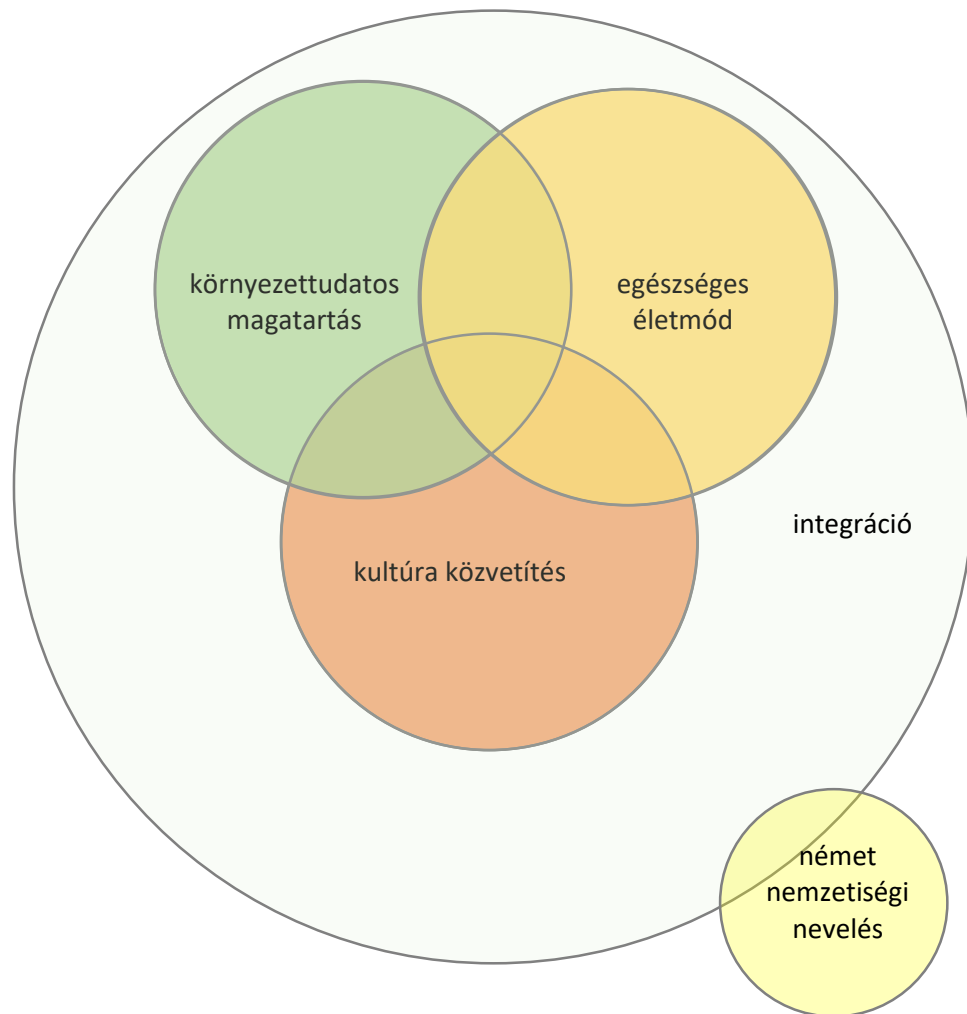 környezettudatos
magatartás
egészséges
életmód
integráció
kultúra közvetítés
német
nemzetiségi
nevelés